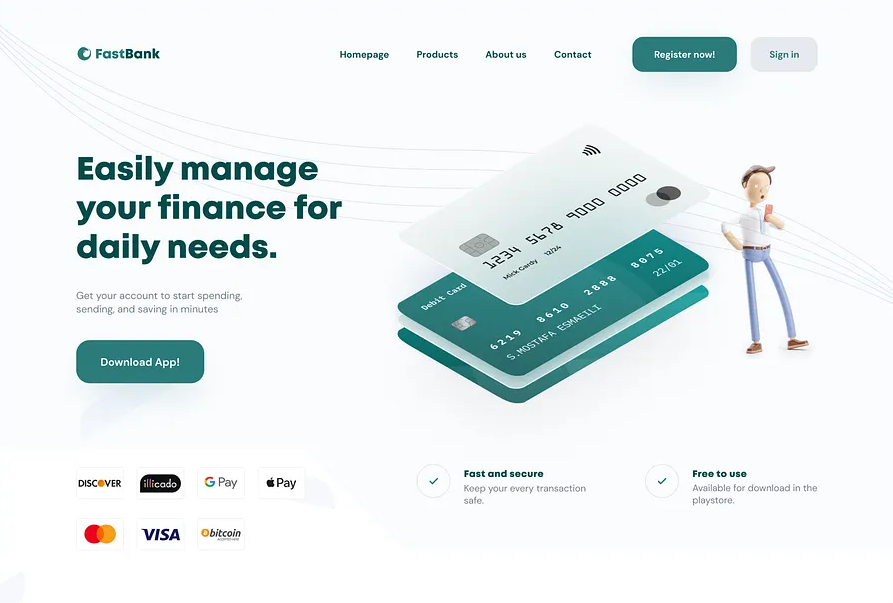 FastBank
Homepage
Products
About us
Contact
Register now!
Sign in
Easily manage
your finance for
daily needs.
Get your account to start spending,
sending, and saving in minutes
Download App!
1234 5678 9000 0000
Mick Gardy 12/24
Debit Card
6219 8610 2888 8075
22/01
S.MOSTAFA ESMAEILI
DISCOVER
illicado
G Pay
Pay
VISA
bitcoin
Fast and secure
Keep your every transaction
safe.
Free to use
Available for download in the
playstore.